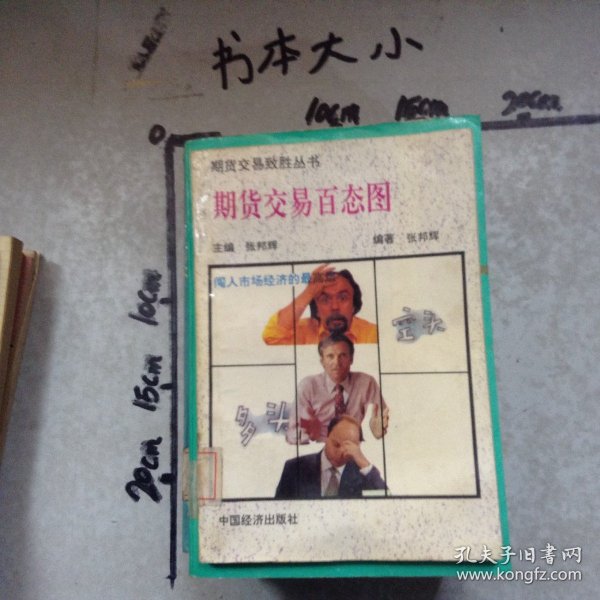 书本大小
10cm 15cm 20cm
0
10cm
15cm
20cm
期货交易致胜丛书
期货交易百态图
主编 张邦辉 编著 张邦辉
闯入市场经济的最高层
空头
多头
中国经济出版社
孔夫子旧书网
www.kongfz.com